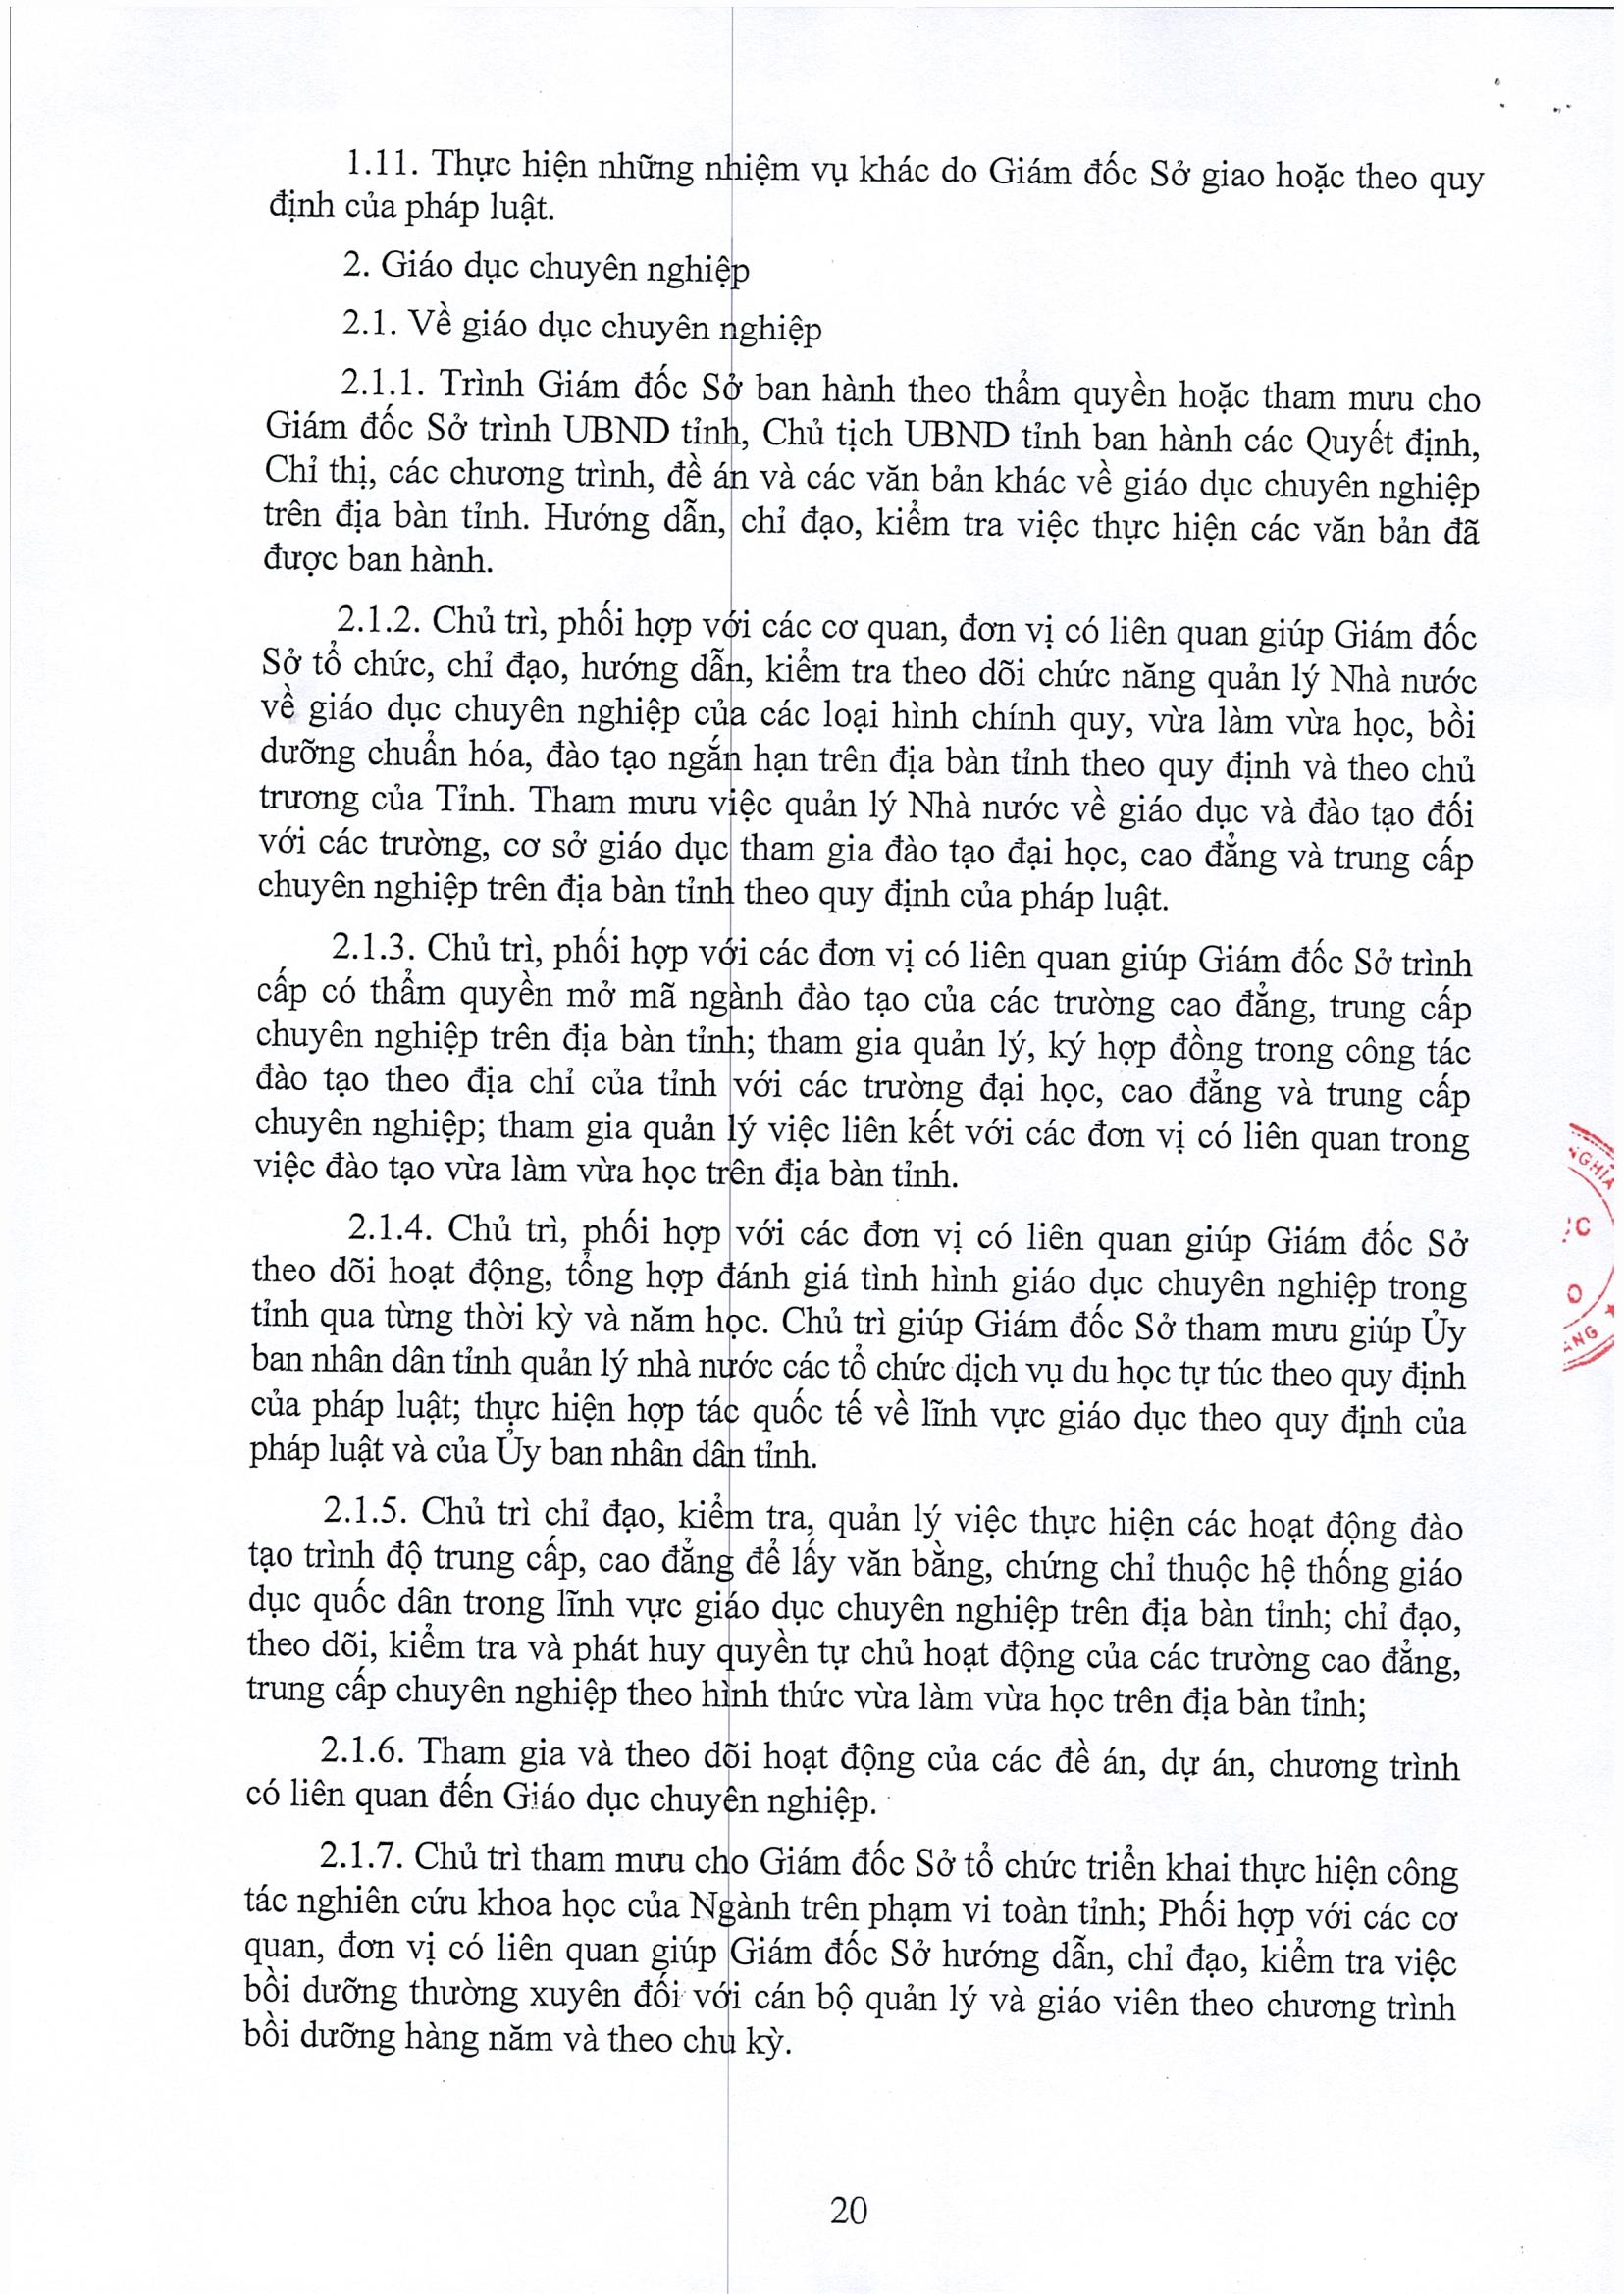 1.11. Thực hiện những nhiệm vụ khác do Giám đốc Sở giao hoặc theo quy
định của pháp luật.
2. Giáo dục chuyên nghiệp
2.1. Về giáo dục chuyên nghiệp
2.1.1. Trình Giám đốc Sở ban hành theo thẩm quyền hoặc tham mưu cho
Giám đốc Sở trình UBND tỉnh, Chủ tịch UBND tỉnh ban hành các Quyết định,
Chỉ thị, các chương trình, đề án và các văn bản khác về giáo dục chuyên nghiệp
trên địa bàn tỉnh. Hướng dẫn, chỉ đạo, kiểm tra việc thực hiện các văn bản đã
được ban hành.
2.1.2. Chủ trì, phối hợp với các cơ quan, đơn vị có liên quan giúp Giám đốc
Sở tổ chức, chỉ đạo, hướng dẫn, kiểm tra theo dõi chức năng quản lý Nhà nước
về giáo dục chuyên nghiệp của các loại hình chính quy, vừa làm vừa học, bồi
dưỡng chuẩn hóa, đào tạo ngắn hạn trên địa bàn tỉnh theo quy định và theo chủ
trương của Tỉnh. Tham mưu việc quản lý Nhà nước về giáo dục và đào tạo đối
với các trường, cơ sở giáo dục tham gia đào tạo đại học, cao đẳng và trung cấp
chuyên nghiệp trên địa bàn tỉnh theo quy định của pháp luật.
2.1.3. Chủ trì, phối hợp với các đơn vị có liên quan giúp Giám đốc Sở trình
cấp có thẩm quyền mở mã ngành đào tạo của các trường cao đẳng, trung cấp
chuyên nghiệp trên địa bàn tỉnh; tham gia quản lý, ký hợp đồng trong công tác
đào tạo theo địa chỉ của tỉnh với các trường đại học, cao đẳng và trung cấp
chuyên nghiệp; tham gia quản lý việc liên kết với các đơn vị có liên quan trong
việc đào tạo vừa làm vừa học trên địa bàn tỉnh.
2.1.4. Chủ trì, phối hợp với các đơn vị có liên quan giúp Giám đốc Sở
theo dõi hoạt động, tổng hợp đánh giá tình hình giáo dục chuyên nghiệp trong
tỉnh qua từng thời kỳ và năm học. Chủ trì giúp Giám đốc Sở tham mưu giúp Ủy
ban nhân dân tỉnh quản lý nhà nước các tổ chức dịch vụ du học tự túc theo quy định
của pháp luật; thực hiện hợp tác quốc tế về lĩnh vực giáo dục theo quy định của
pháp luật và của Ủy ban nhân dân tỉnh.
2.1.5. Chủ trì chỉ đạo, kiểm tra, quản lý việc thực hiện các hoạt động đào
tạo trình độ trung cấp, cao đẳng để lấy văn bằng, chứng chỉ thuộc hệ thống giáo
dục quốc dân trong lĩnh vực giáo dục chuyên nghiệp trên địa bàn tỉnh; chỉ đạo,
theo dõi, kiểm tra và phát huy quyền tự chủ hoạt động của các trường cao đẳng,
trung cấp chuyên nghiệp theo hình thức vừa làm vừa học trên địa bàn tỉnh;
2.1.6. Tham gia và theo dõi hoạt động của các đề án, dự án, chương trình
có liên quan đến Giáo dục chuyên nghiệp.
2.1.7. Chủ trì tham mưu cho Giám đốc Sở tổ chức triển khai thực hiện công
tác nghiên cứu khoa học của Ngành trên phạm vi toàn tỉnh; Phối hợp với các cơ
quan, đơn vị có liên quan giúp Giám đốc Sở hướng dẫn, chỉ đạo, kiểm tra việc
bồi dưỡng thường xuyên đối với cán bộ quản lý và giáo viên theo chương trình
bồi dưỡng hàng năm và theo chu kỳ.
20